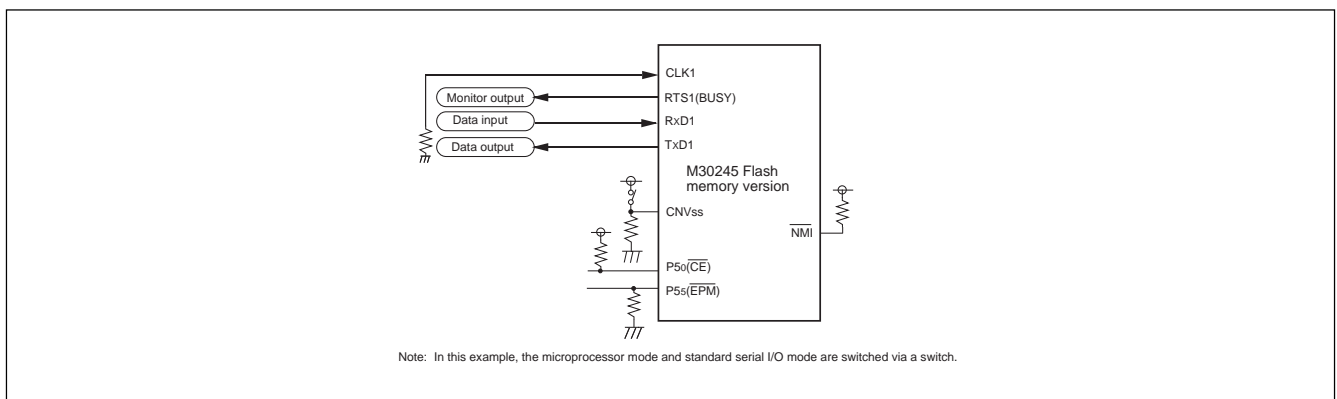 CLK1
Monitor output
RTS1(BUSY)
Data input
RxD1
Data output
TxD1
M30245 Flash
memory version
CNVss
NMI
P50(CE)
P55(EPM)
Note: In this example, the microprocessor mode and standard serial I/O mode are switched via a switch.